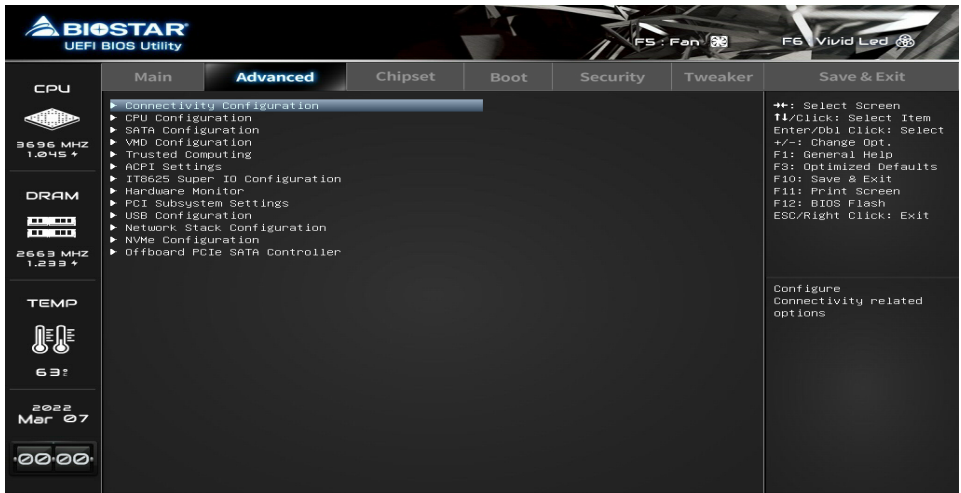 BIOSTAR®
UEFI BIOS Utility
F5 : Fan
F6 Vivid Led
Main Advanced Chipset Boot Security Tweaker Save & Exit
CPU
3696 MHZ
1.045
DRAM
2663 MHZ
1.233
TEMP
63
2022
Mar 07
00:00
Connectivity Configuration
CPU Configuration
SATA Configuration
VMD Configuration
Trusted Computing
ACPI Settings
IT8625 Super IO Configuration
Hardware Monitor
PCI Subsystem Settings
USB Configuration
Network Stack Configuration
NVMe Configuration
Offboard PCIe SATA Controller
→←: Select Screen
↑↓/Click: Select Item
Enter/Dbl Click: Select
+/-: Change Opt.
F1: General Help
F3: Optimized Defaults
F10: Save & Exit
F11: Print Screen
F12: BIOS Flash
ESC/Right Click: Exit
Configure
Connectivity related
options